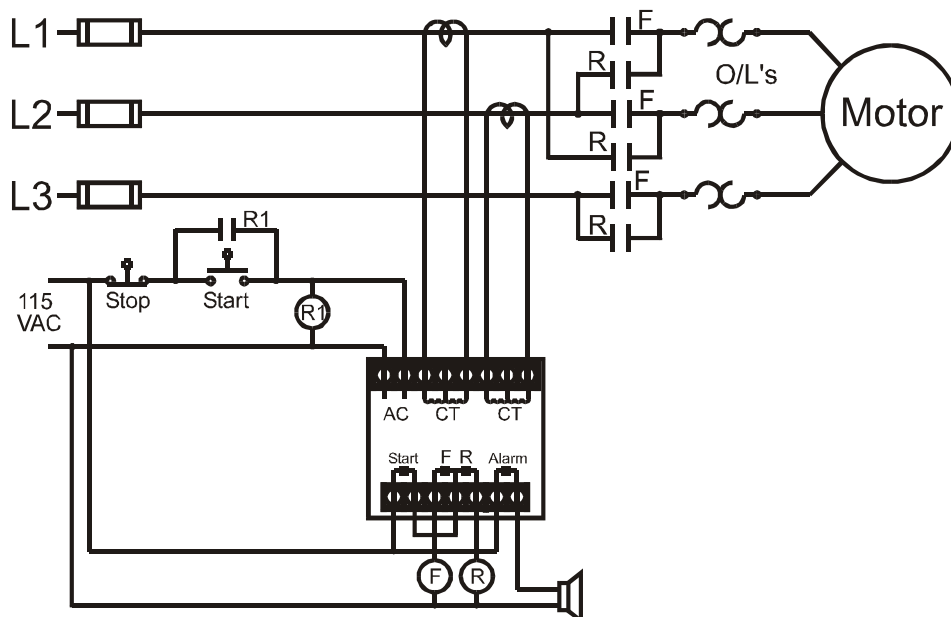 L1
F
R
O/L's
L2
F
Motor
R
L3
F
R
R1
Stop
Start
115
VAC
R1
AC
CT
CT
Start
F
R
Alarm
F
R